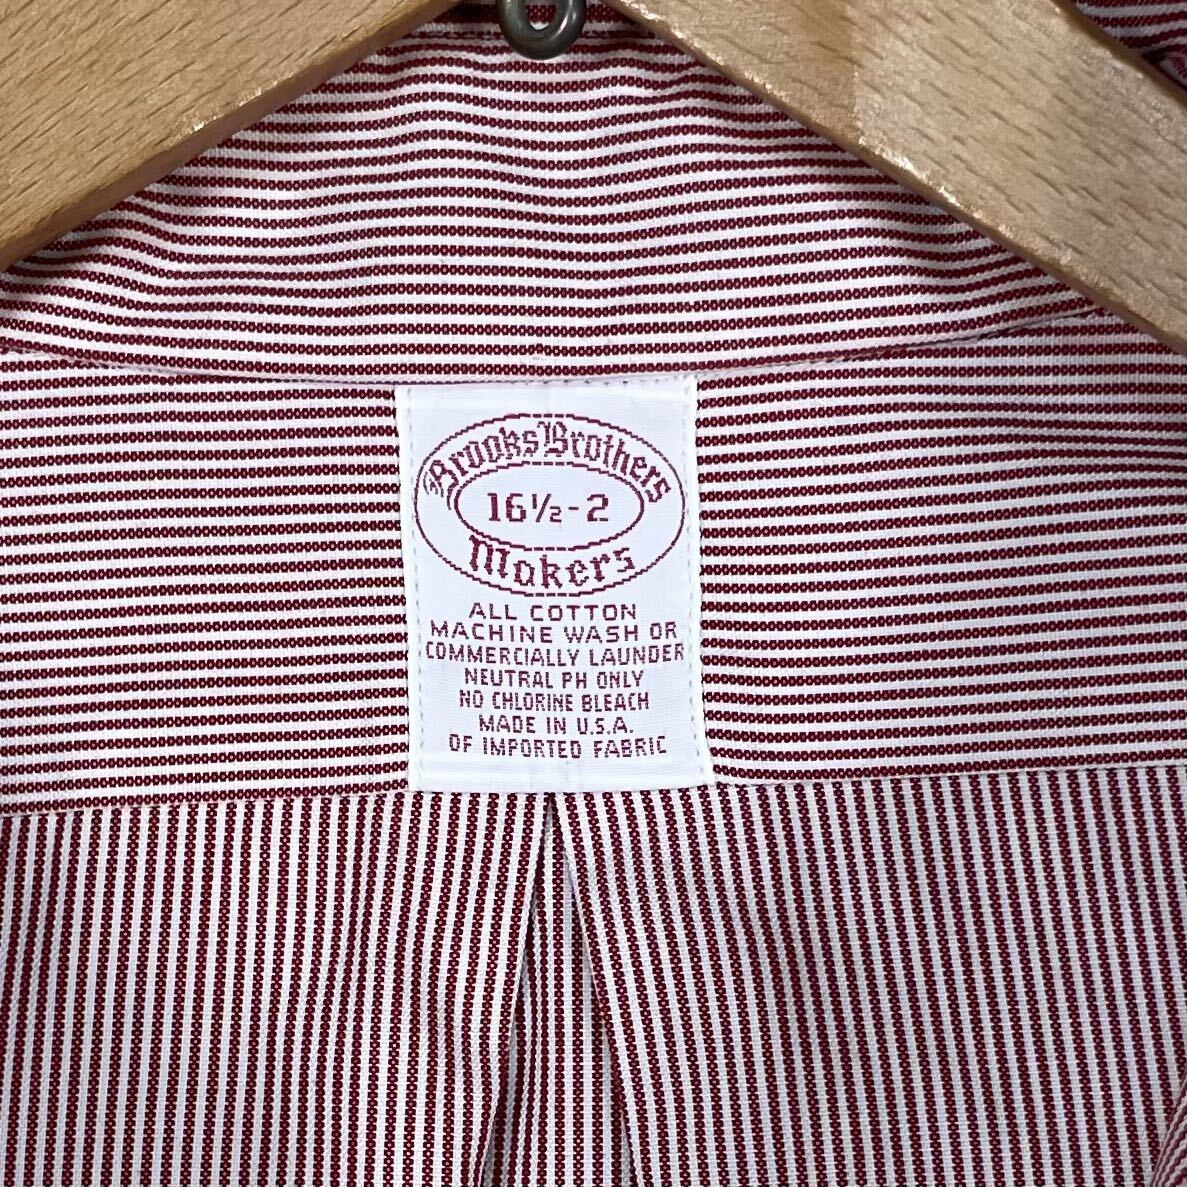 Brooks Brothers
16½-2
Makers
ALL COTTON
MACHINE WASH OR
COMMERCIALLY LAUNDER
NEUTRAL PH ONLY
NO CHLORINE BLEACH
MADE IN U.S.A.
OF IMPORTED FABRIC